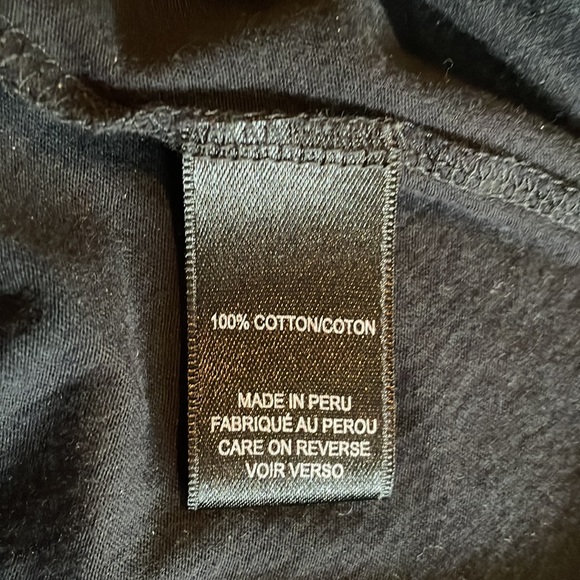 100% COTTON/COTON
MADE IN PERU
FABRIQUÉ AU PEROU
CARE ON REVERSE
VOIR VERSO